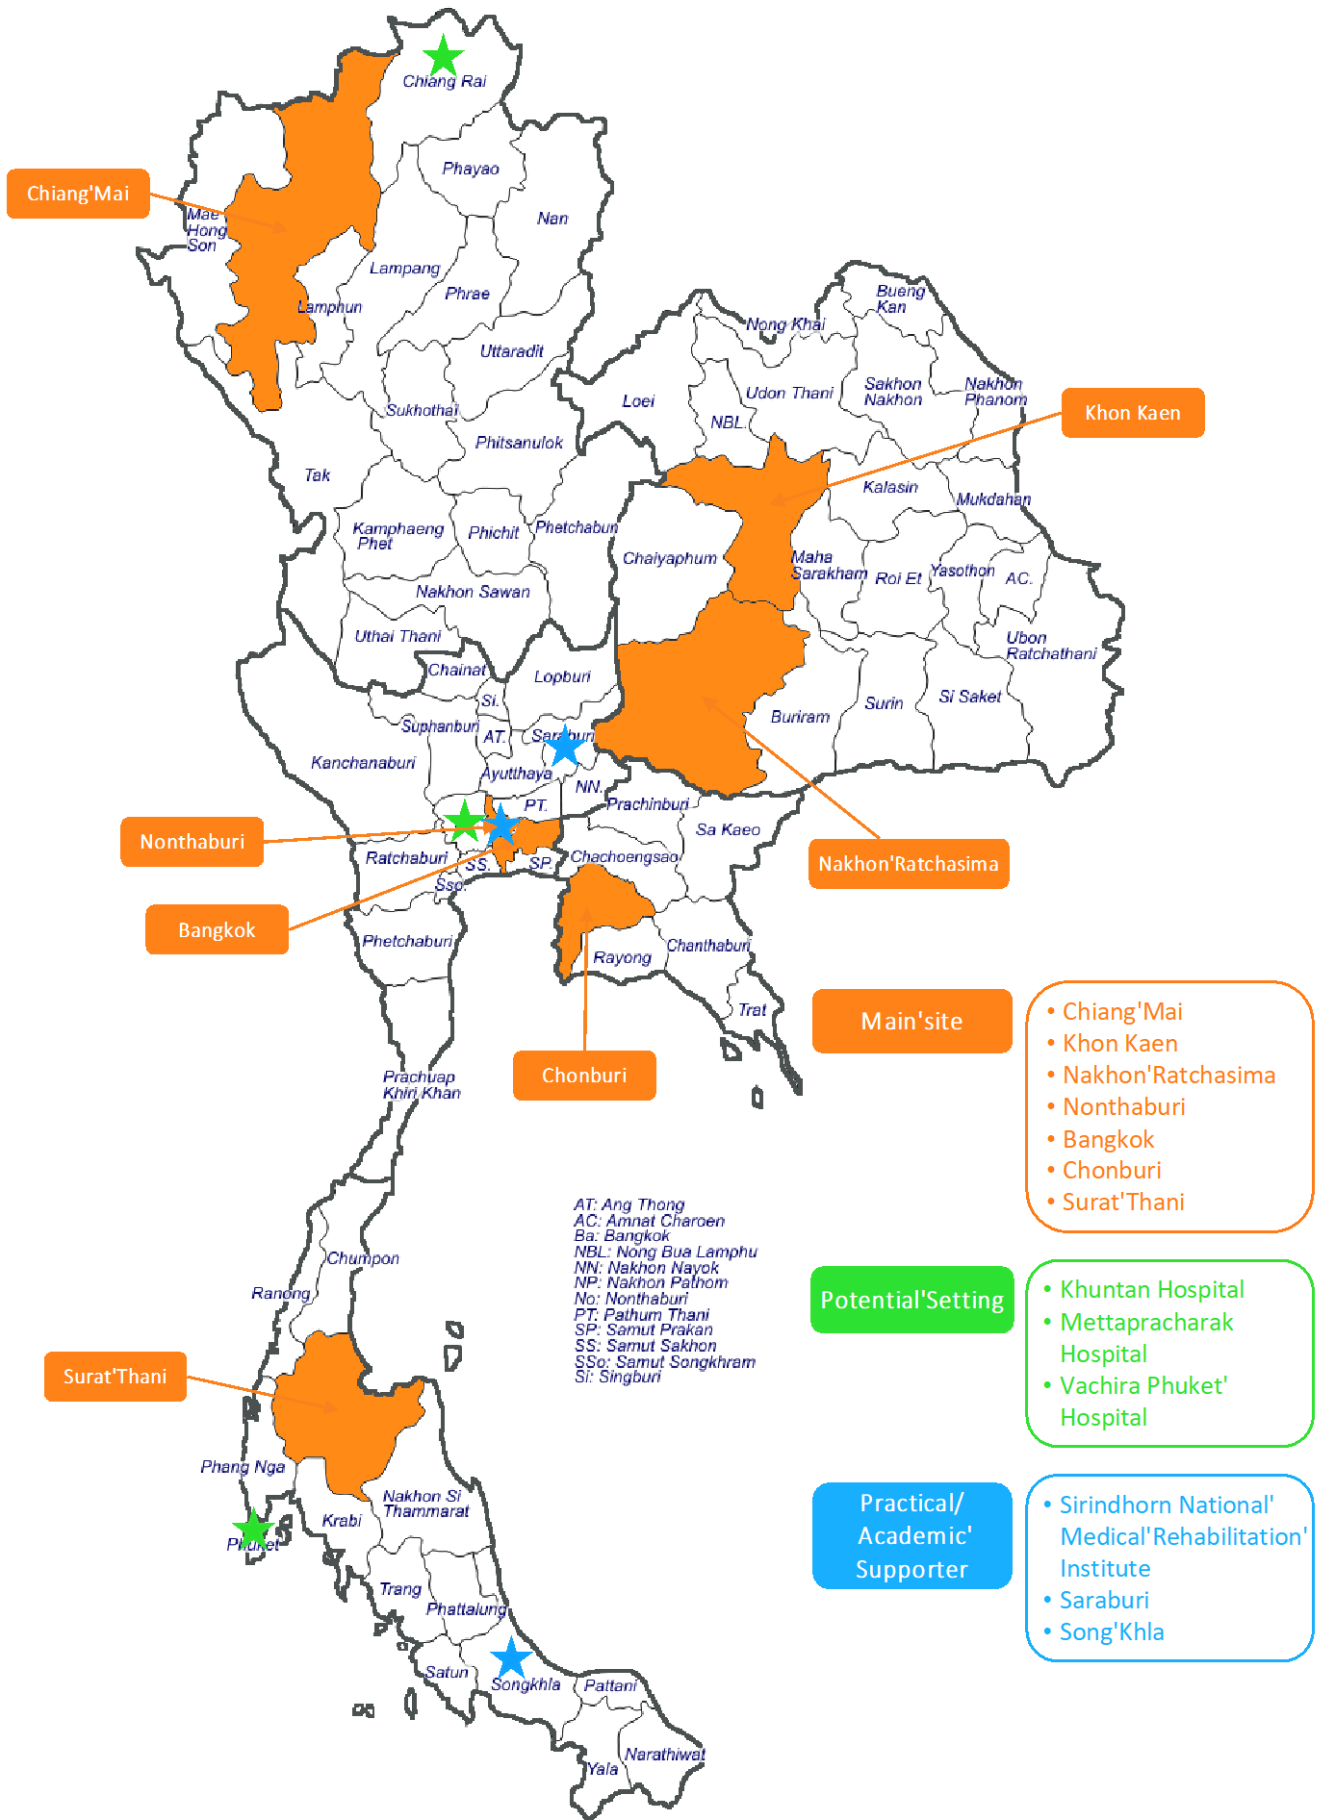 Chiang Rai
Phayao
Chiang'Mai
Nan
Mae
Hong
Son
Lampang
Phrae
Lamphun
Bueng
Kan
Nong Khai
Uttaradit
Sakhon
Nakhon
Nakhon
Phanom
Udon Thani
Loei
Sukhothai
NBL.
Khon Kaen
Phitsanulok
Tak
Kalasin
Mukdahan
Kamphaeng
Phet
Phichit
Phetchabun
Chaiyaphum
Maha
Sarakham
Roi Et
Yasothon
AC.
Nakhon Sawan
Uthai Thani
Ubon
Ratchathani
Chainat
Lopburi
Si.
Surin
Si Saket
Buriram
Suphanburi
AT.
Saraburi
Kanchanaburi
Ayutthaya
NN.
PT.
Prachinburi
Sa Kaeo
Nonthaburi
Ratchaburi
SS.
SP.
Chachoengsao
Nakhon'Ratchasima
Sso.
Bangkok
Phetchaburi
Rayong
Chanthaburi
Trat
Chonburi
Prachuap
Khiri Khan
Main'site
• Chiang'Mai
• Khon Kaen
• Nakhon'Ratchasima
• Nonthaburi
• Bangkok
• Chonburi
• Surat'Thani
AT: Ang Thong
AC: Amnat Charoen
Ba: Bangkok
NBL: Nong Bua Lamphu
NN: Nakhon Nayok
NP: Nakhon Pathom
No: Nonthaburi
PT: Pathum Thani
SP: Samut Prakan
SS: Samut Sakhon
SSo: Samut Songkhram
Si: Singburi
Chumpon
Ranong
Surat'Thani
Potential'Setting
• Khuntan Hospital
• Mettapracharak
Hospital
• Vachira Phuket'
Hospital
Phang Nga
Nakhon Si
Thammarat
Krabi
Phuket
Trang
Phattalung
Satun
Songkhla
Pattani
Yala
Narathiwat
Practical/
Academic'
Supporter
• Sirindhorn National'
Medical'Rehabilitation'
Institute
• Saraburi
• Song'Khla